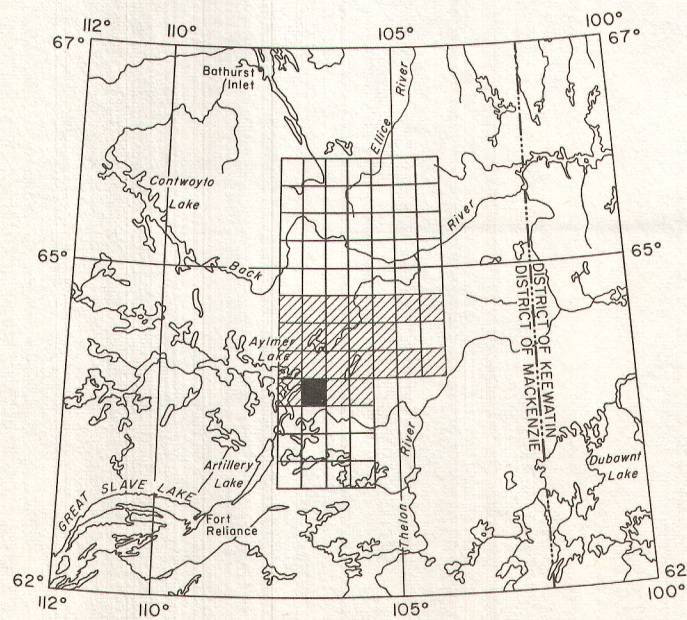 112°
110°
105°
100°
67°
67°
Bathurst
Inlet
Ellice
River
Contwoyto
Lake
River
65°
Back
65°
DISTRICT OF KEEWATIN
DISTRICT OF MACKENZIE
Aylmer
Lake
River
Artillery
Lake
Dubawnt
Lake
GREAT SLAVE LAKE
Fort
Reliance
Thelon
62°
62
112°
110°
105°
100°